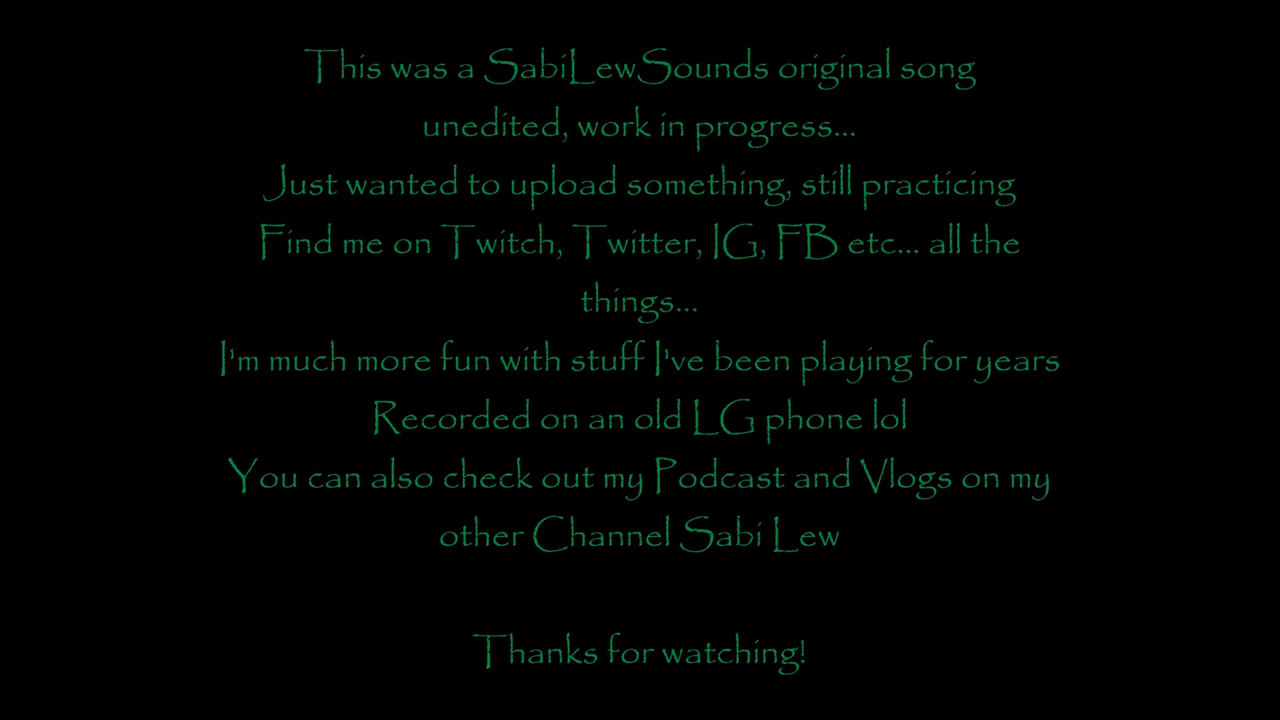 This was a SabiLewSounds original song
unedited, work in progress...
Just wanted to upload something, still practicing
Find me on Twitch, Twitter, IG, FB etc... all the
things...
I'm much more fun with stuff I've been playing for years
Recorded on an old LG phone lol
You can also check out my Podcast and Vlogs on my
other Channel Sabi Lew
Thanks for watching!